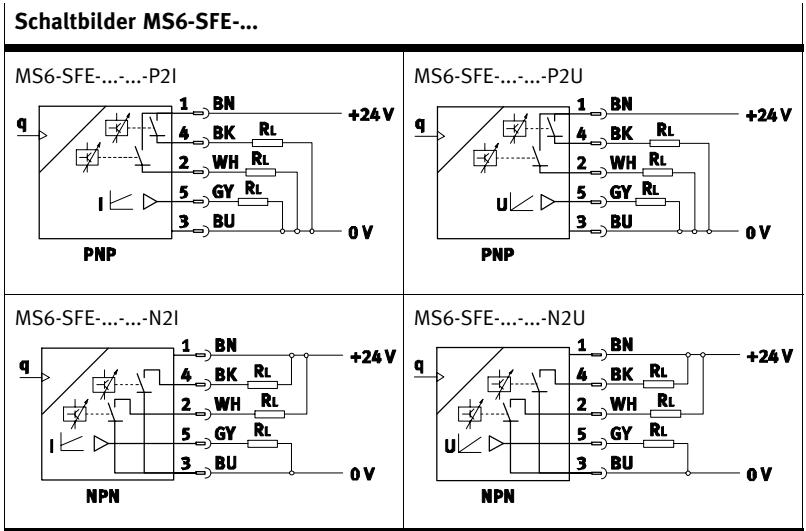 Schaltbilder MS6-SFE-...
MS6-SFE-...-...-P2I
q
1 BN
+24 V
4 BK RL
2 WH RL
5 GY RL
I
3 BU
0 V
PNP
MS6-SFE-...-...-P2U
q
1 BN
+24 V
4 BK RL
2 WH RL
5 GY RL
U
3 BU
0 V
PNP
MS6-SFE-...-...-N2I
q
1 BN
+24 V
4 BK RL
2 WH RL
5 GY RL
I
3 BU
0 V
NPN
MS6-SFE-...-...-N2U
q
1 BN
+24 V
4 BK RL
2 WH RL
5 GY RL
U
3 BU
0 V
NPN